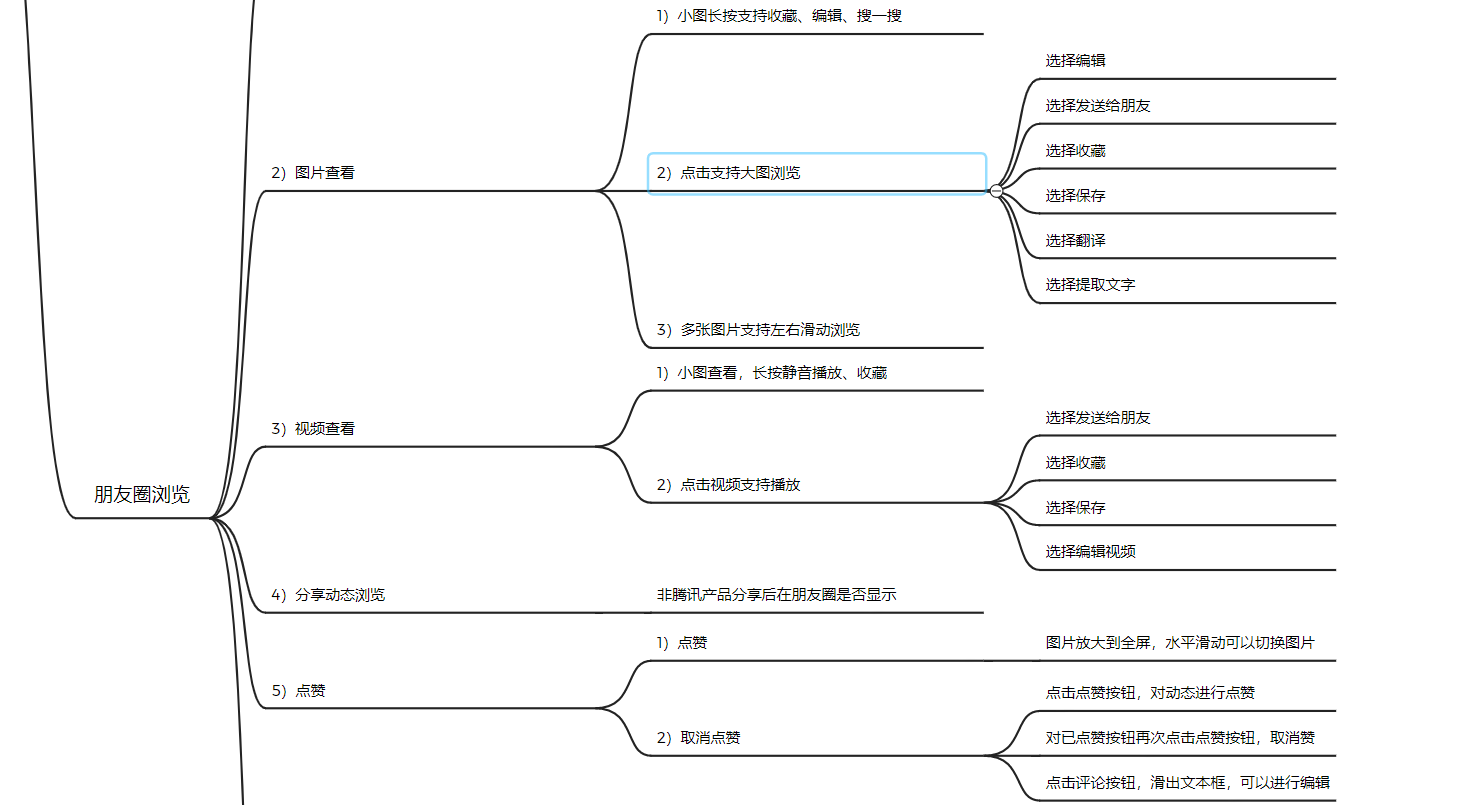 朋友圈浏览
2）图片查看
1）小图长按支持收藏、编辑、搜一搜
2）点击支持大图浏览
选择编辑
选择发送给朋友
选择收藏
选择保存
选择翻译
选择提取文字
3）多张图片支持左右滑动浏览
3）视频查看
1）小图查看，长按静音播放、收藏
2）点击视频支持播放
选择发送给朋友
选择收藏
选择保存
选择编辑视频
4）分享动态浏览
非腾讯产品分享后在朋友圈是否显示
5）点赞
1）点赞
图片放大到全屏，水平滑动可以切换图片
2）取消点赞
点击点赞按钮，对动态进行点赞
对已点赞按钮再次点击点赞按钮，取消赞
点击评论按钮，滑出文本框，可以进行编辑